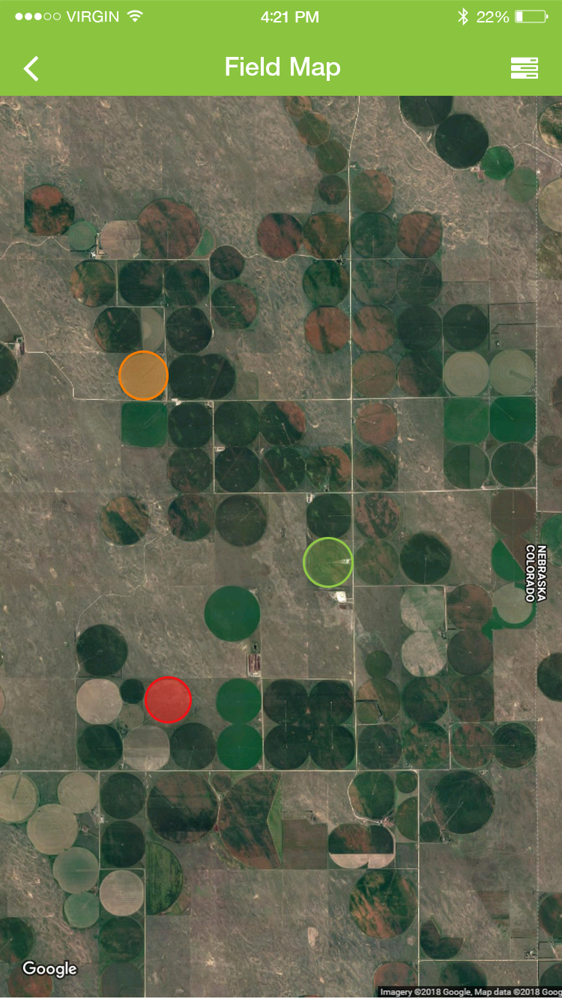 VIRGIN 4:21 PM 22%
Field Map
NEBRASKA
COLORADO
Google
Imagery ©2018 Google, Map data ©2018 Goog